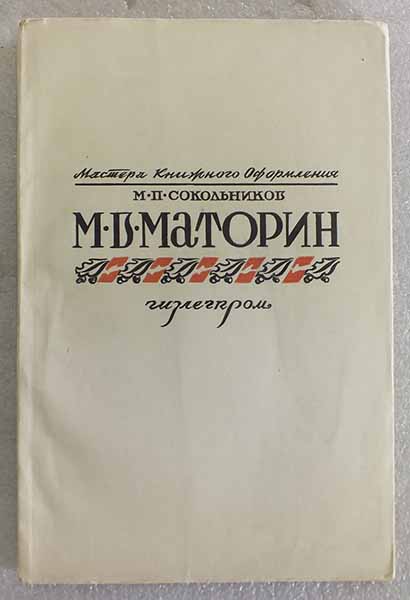 Мастера Книжного Оформления
М·П·СОКОЛЬНИКОВ
М·В·МАТОРИН
гизлегпром